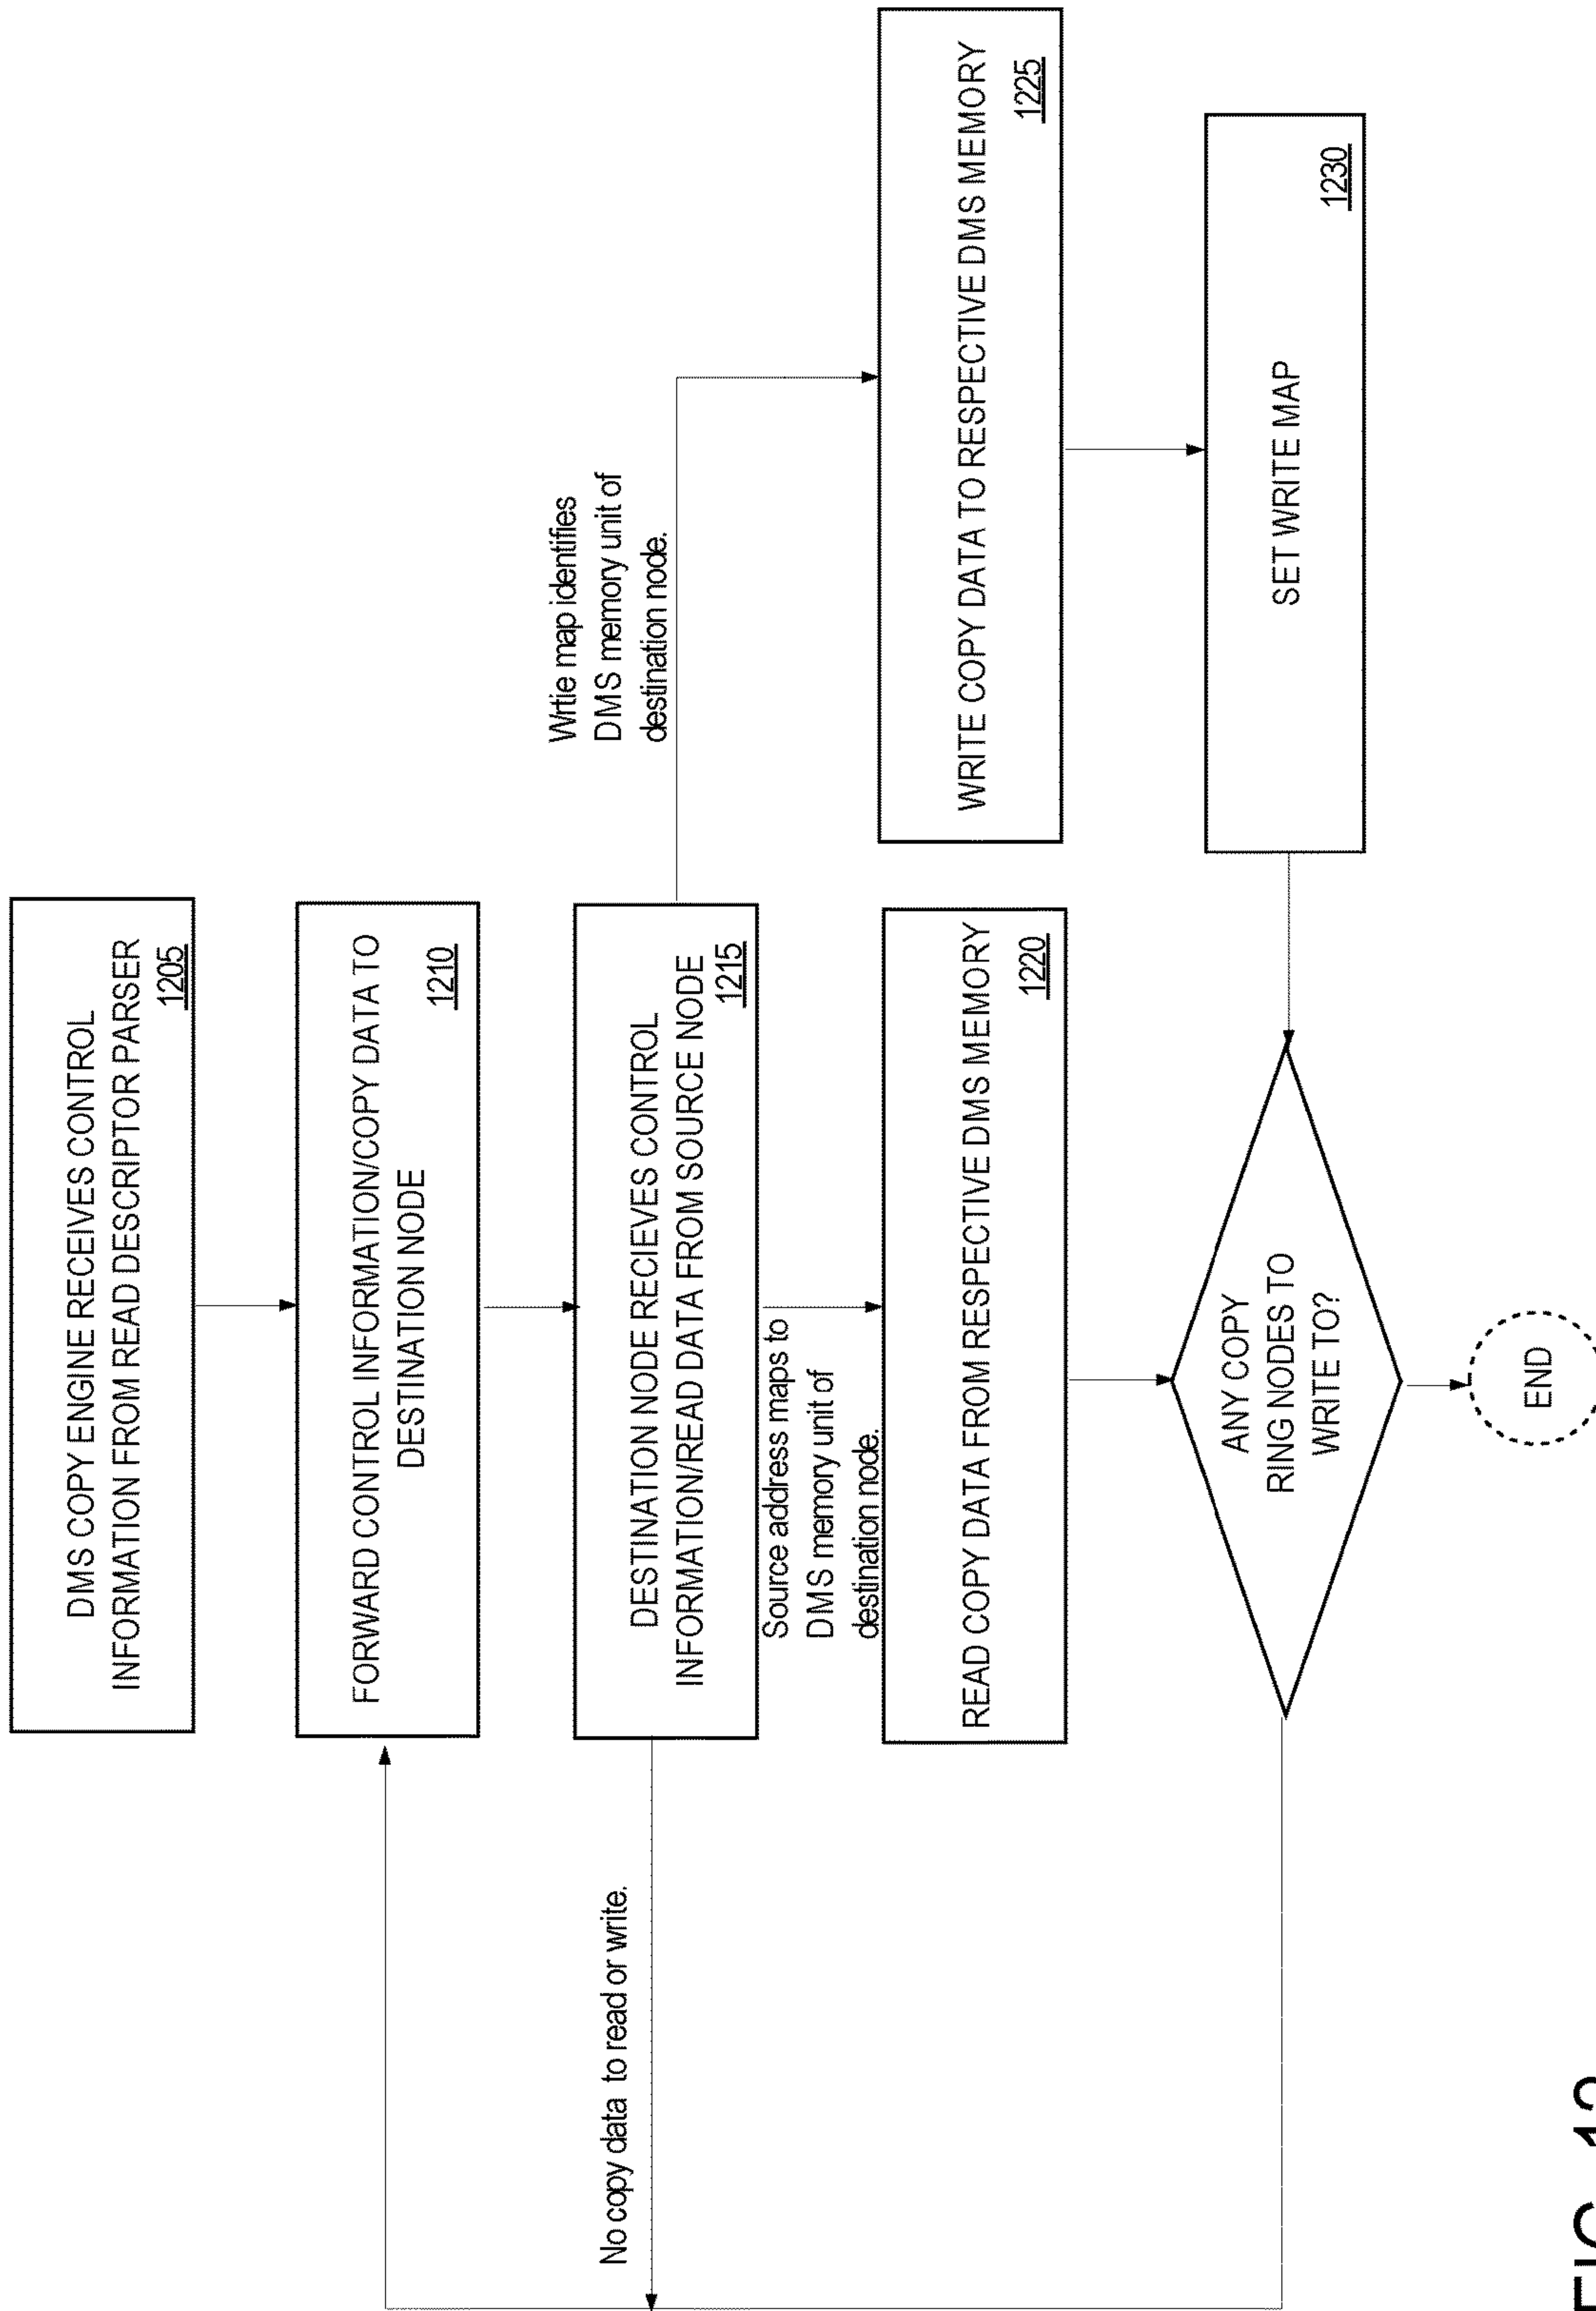 DMS COPY ENGINE RECEIVES CONTROL
INFORMATION FROM READ DESCRIPTOR PARSER
1205
FORWARD CONTROL INFORMATION/COPY DATA TO
DESTINATION NODE
1210
DESTINATION NODE RECIEVES CONTROL
INFORMATION/READ DATA FROM SOURCE NODE
1215
No copy data to read or write.
Wrtie map identifies
DMS memory unit of
destination node.
Source address maps to
DMS memory unit of
destination node.
READ COPY DATA FROM RESPECTIVE DMS MEMORY
1220
WRITE COPY DATA TO RESPECTIVE DMS MEMORY
1225
SET WRITE MAP
1230
ANY COPY
RING NODES TO
WRITE TO?
END
FIG. 12